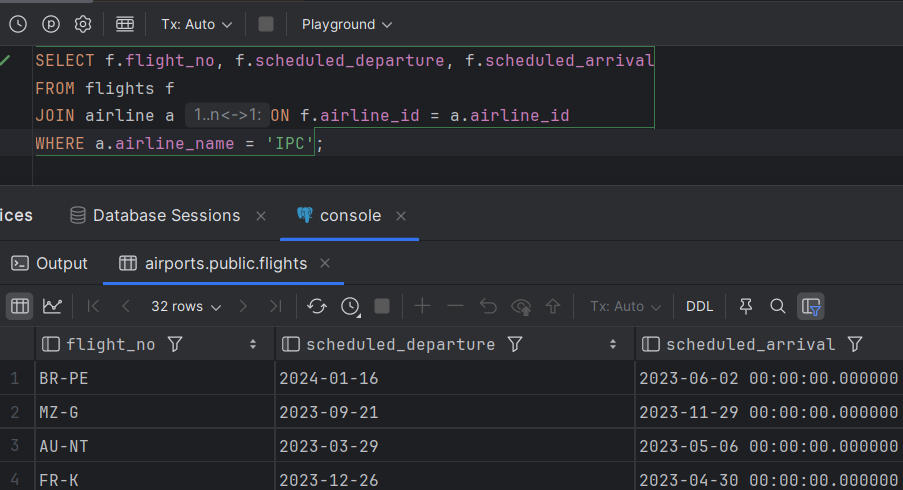 Tx: Auto Playground
SELECT f.flight_no, f.scheduled_departure, f.scheduled_arrival
FROM flights f
JOIN airline a 1..n<->1: ON f.airline_id = a.airline_id
WHERE a.airline_name = 'IPC';
ices Database Sessions console
Output airports.public.flights
32 rows Tx: Auto DDL
flight_no scheduled_departure scheduled_arrival
1 BR-PE 2024-01-16 2023-06-02 00:00:00.000000
2 MZ-G 2023-09-21 2023-11-29 00:00:00.000000
3 AU-NT 2023-03-29 2023-05-06 00:00:00.000000
4 FR-K 2023-12-26 2023-04-30 00:00:00.000000